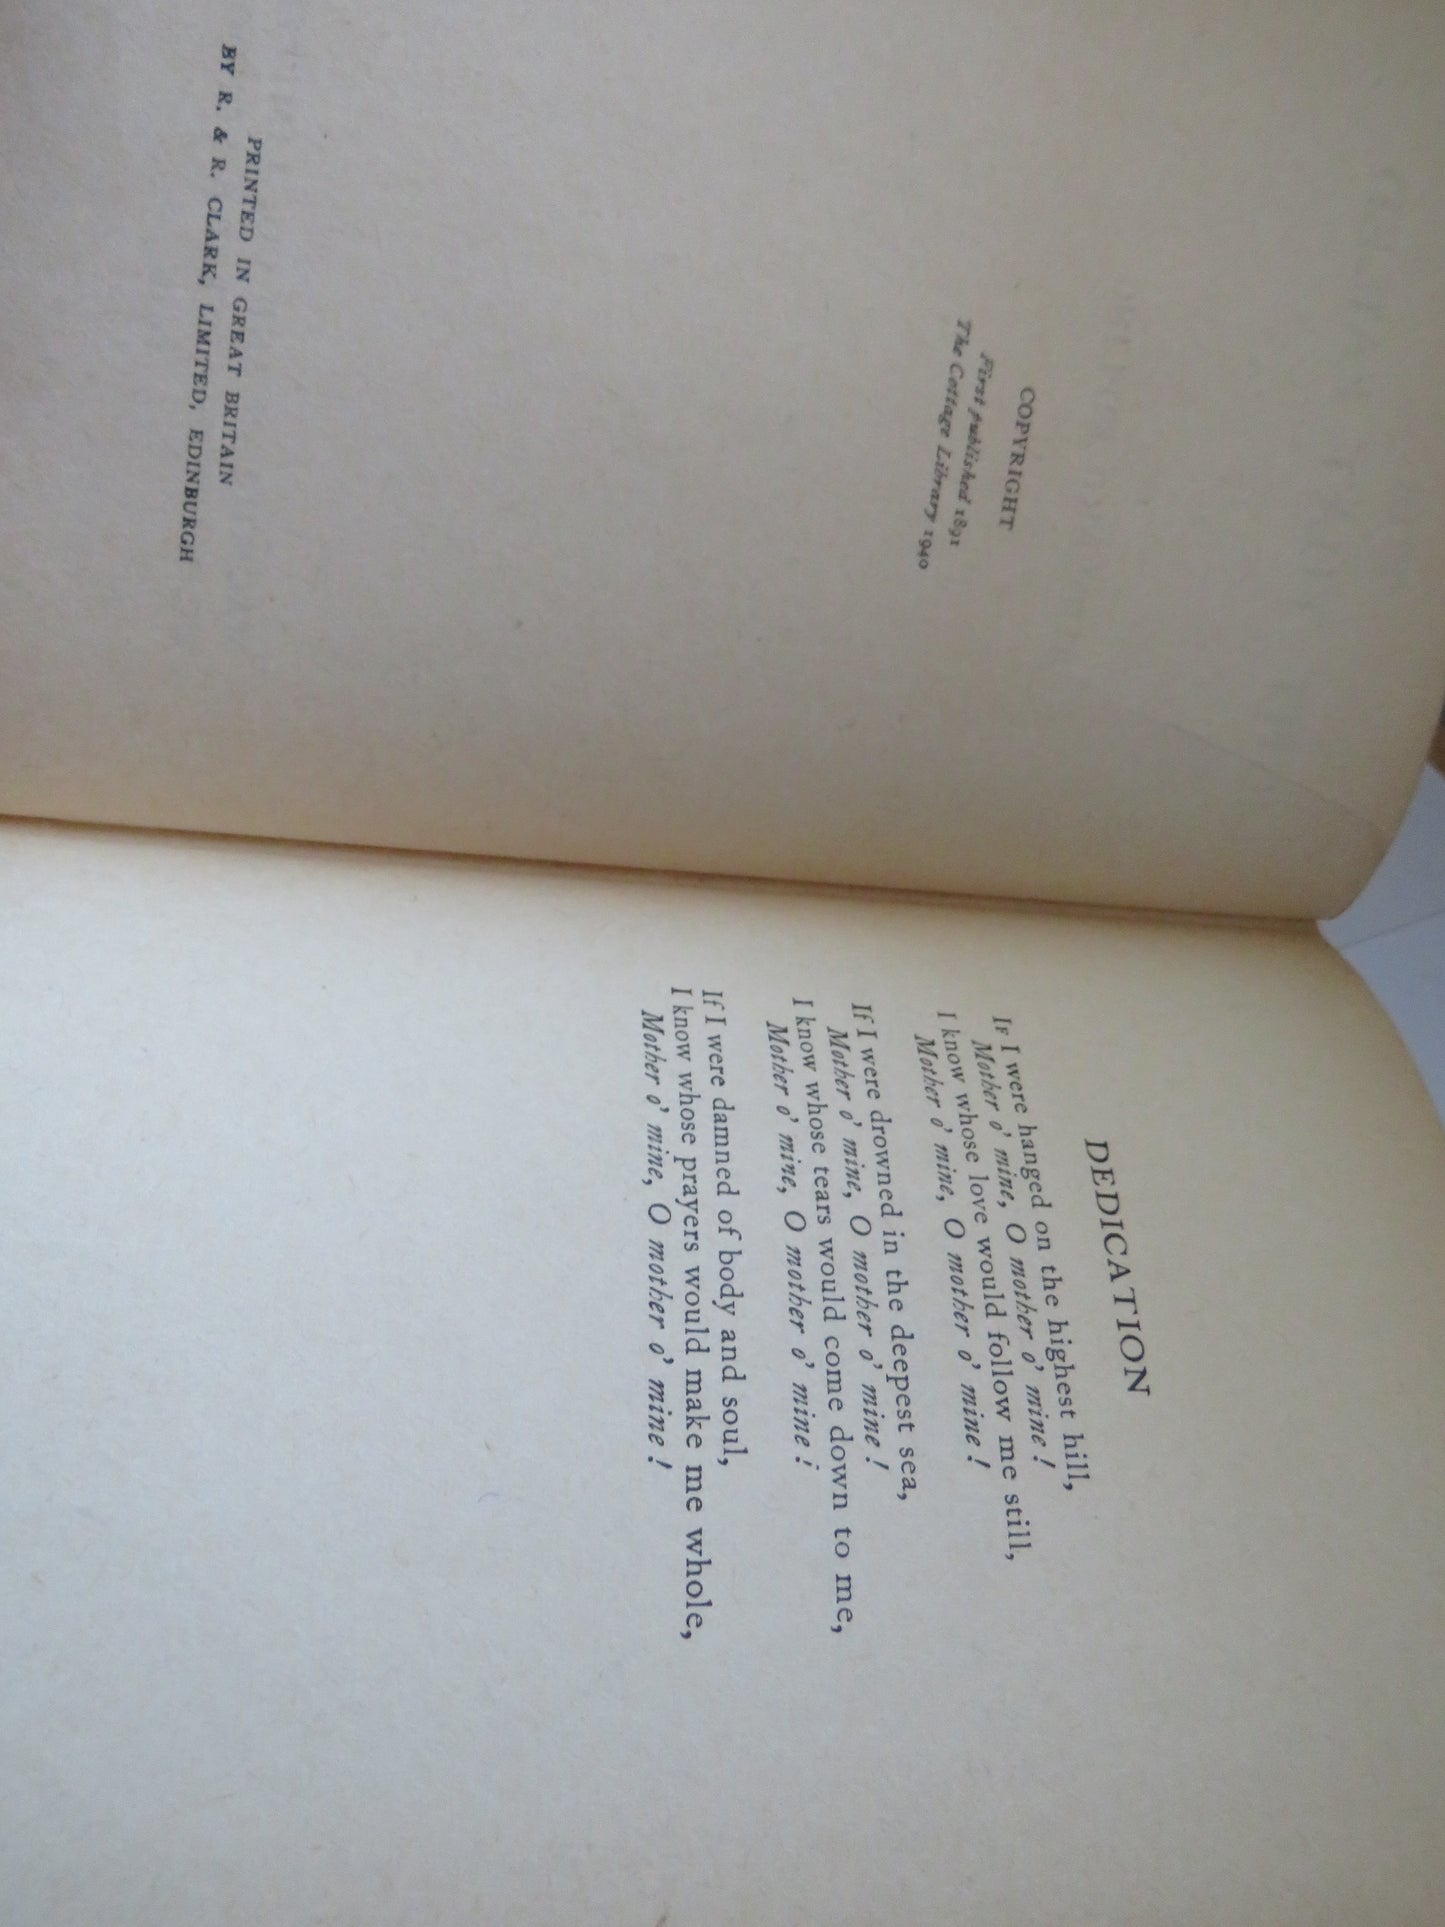 COPYRIGHT
First published 1891
The Cottage Library 1940
PRINTED IN GREAT BRITAIN
BY R. & R. CLARK, LIMITED, EDINBURGH
DEDICATION
IF I were hanged on the highest hill,
Mother o' mine, O mother o' mine!
I know whose love would follow me still,
Mother o' mine, O mother o' mine!
If I were drowned in the deepest sea,
Mother o' mine, O mother o' mine!
I know whose tears would come down to me,
Mother o' mine, O mother o' mine!
If I were damned of body and soul,
I know whose prayers would make me whole,
Mother o' mine, O mother o' mine!